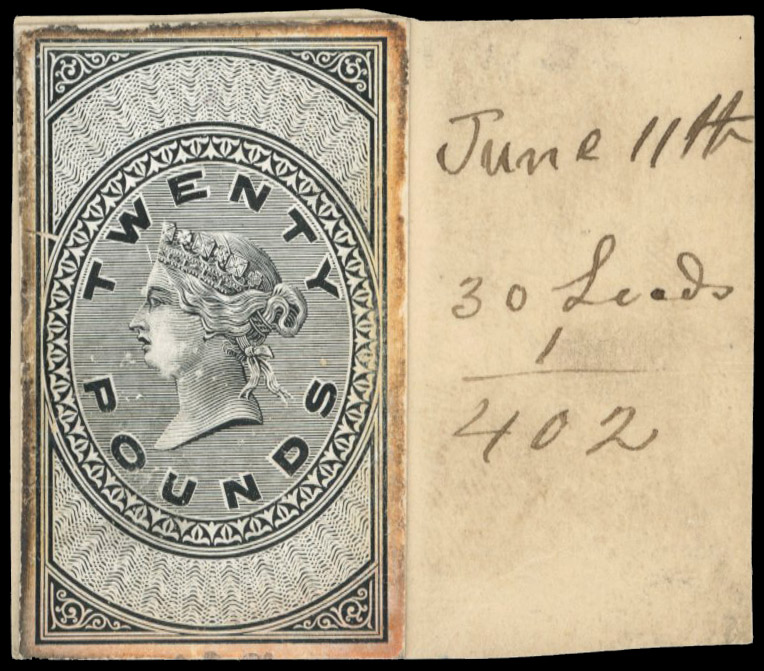 TWENTY
POUNDS
June 11th
30 Leads
1
402